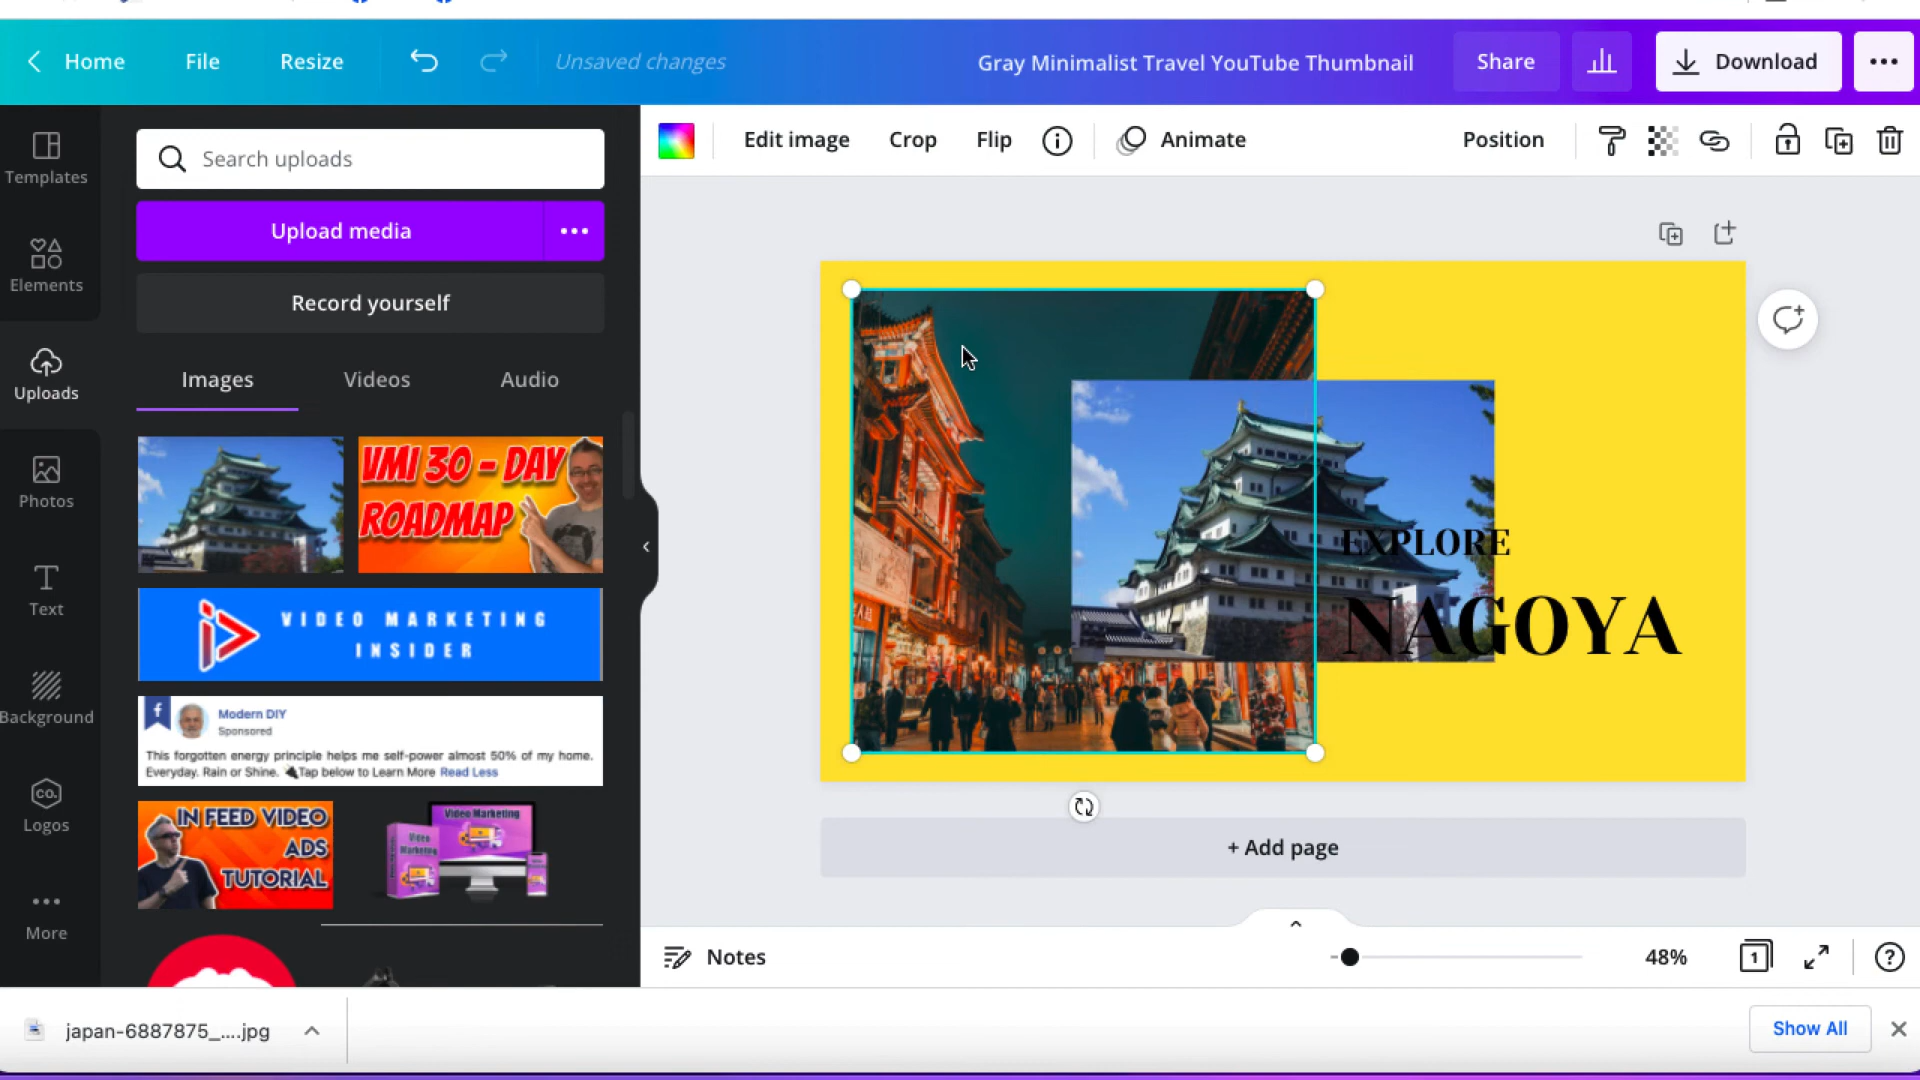 Home
File
Resize
Unsaved changes
Gray Minimalist Travel YouTube Thumbnail
Share
Download
Templates
Elements
Uploads
Photos
Text
Background
Logos
More
Search uploads
Upload media
Record yourself
Images
Videos
Audio
VMI 30 - DAY
ROADMAP
VIDEO MARKETING
INSIDER
Modern DIY
Sponsored
This forgotten energy principle helps me self-power almost 50% of my home.
Everyday. Rain or Shine. Tap below to Learn More Read Less
IN FEED VIDEO
ADS
TUTORIAL
Video Marketing
Video
Marketing
Edit image
Crop
Flip
Animate
Position
EXPLORE
NAGOYA
+ Add page
Notes
48%
1
japan-6887875_....jpg
Show All